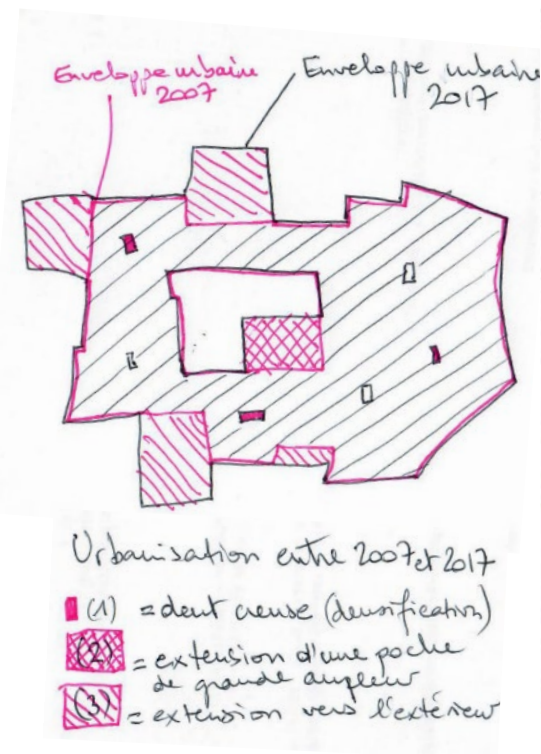 Enveloppe urbaine
2007
Enveloppe urbaine
2017
Urbanisation entre 2007 et 2017
(1) = dent creuse (densification)
(2) = extension d'une poche
de grande ampleur
(3) = extension vers l'extérieur